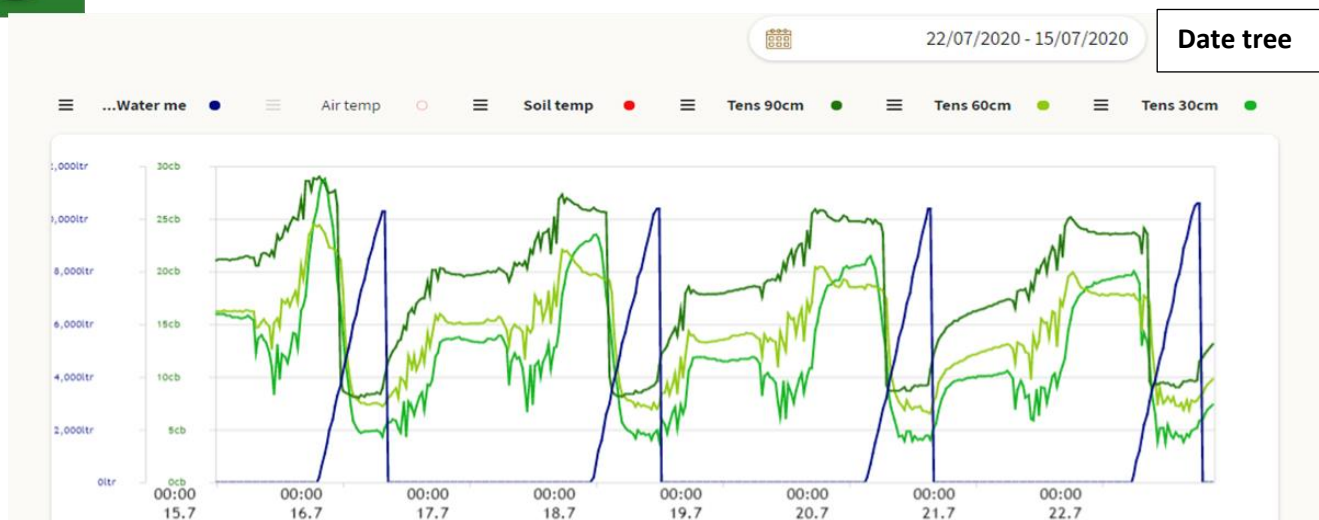 22/07/2020 - 15/07/2020
Date tree
...Water me
Air temp
Soil temp
Tens 90cm
Tens 60cm
Tens 30cm
,000ltr 30cb
,000ltr 25cb
8,000ltr 20cb
6,000ltr 15cb
4,000ltr 10cb
2,000ltr 5cb
0ltr 0cb
00:00 00:00 00:00 00:00 00:00 00:00 00:00 00:00
15.7 16.7 17.7 18.7 19.7 20.7 21.7 22.7